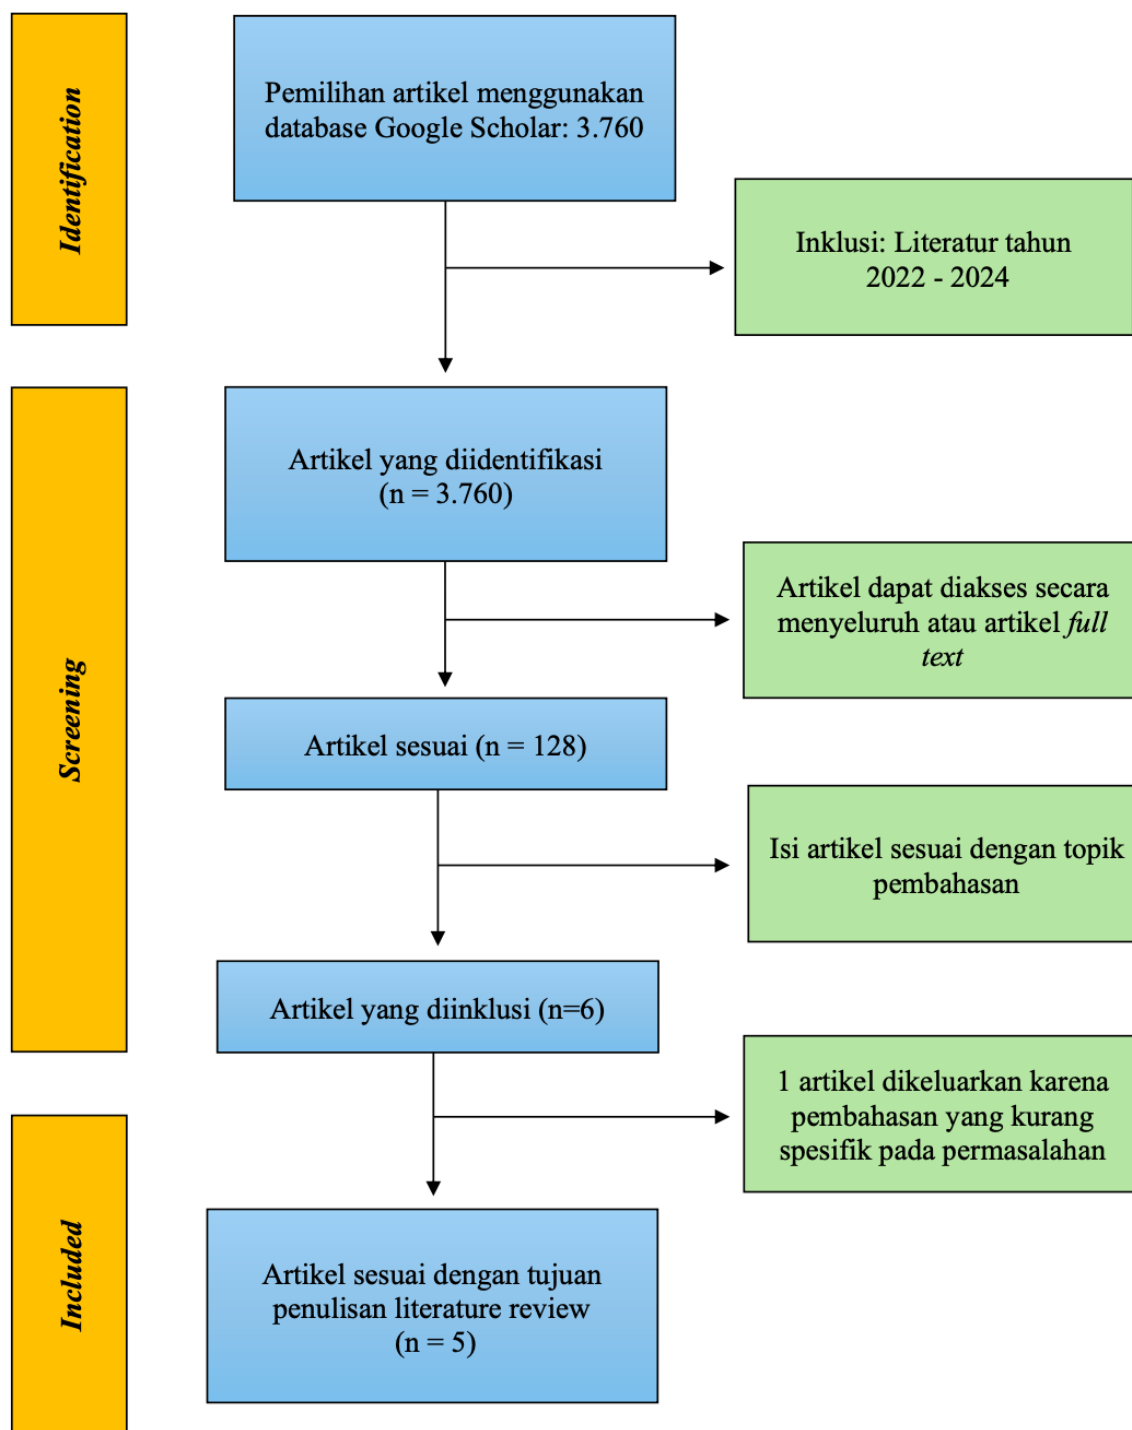 Identification
Pemilihan artikel menggunakan
database Google Scholar: 3.760
Inklusi: Literatur tahun
2022 - 2024
Screening
Artikel yang diidentifikasi
(n = 3.760)
Artikel dapat diakses secara
menyeluruh atau artikel full
text
Artikel sesuai (n = 128)
Isi artikel sesuai dengan topik
pembahasan
Artikel yang diinklusi (n=6)
1 artikel dikeluarkan karena
pembahasan yang kurang
spesifik pada permasalahan
Included
Artikel sesuai dengan tujuan
penulisan literature review
(n = 5)